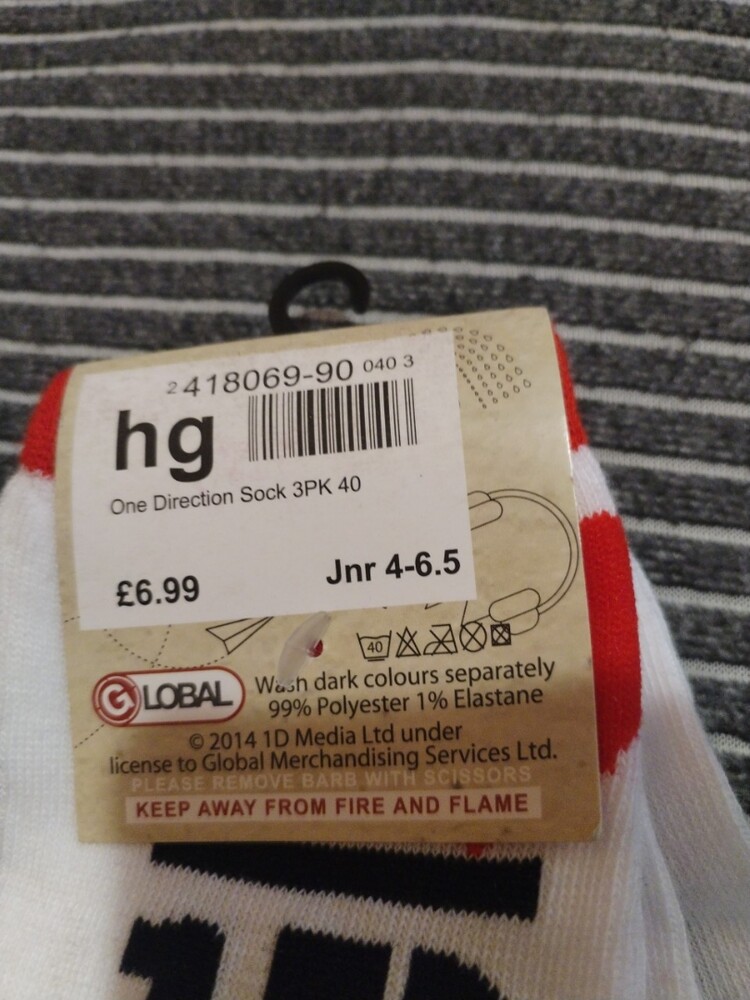 2 418069-90 040 3
hg
One Direction Sock 3PK 40
£6.99
Jnr 4-6.5
40
GLOBAL
Wash dark colours separately
99% Polyester 1% Elastane
© 2014 1D Media Ltd under
license to Global Merchandising Services Ltd.
PLEASE REMOVE BARB WITH SCISSORS
KEEP AWAY FROM FIRE AND FLAME
1D